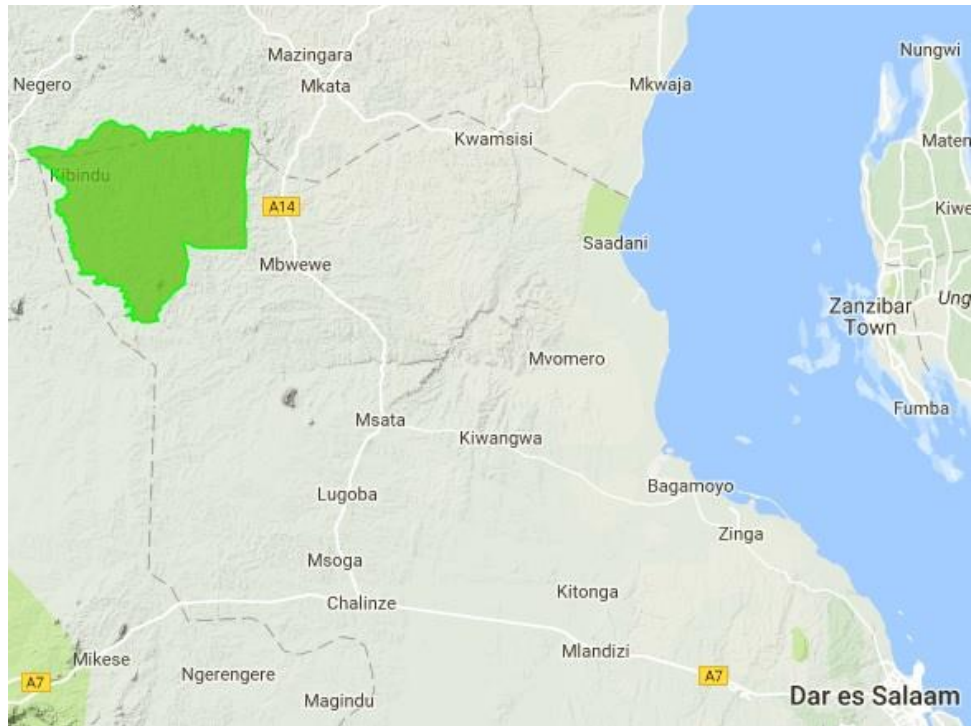 Nungwi
Mazingara
Negero
Mkata
Mkwaja
Kwamsisi
Maten
Kibindu
A14
Kiwe
Saadani
Mbwewe
Zanzibar
Town
Ung
Mvomero
Fumba
Msata
Kiwangwa
Bagamoyo
Lugoba
Zinga
Msoga
Kitonga
Chalinze
Mlandizi
Mikese
Ngerengere
A7
A7
Magindu
Dar es Salaam